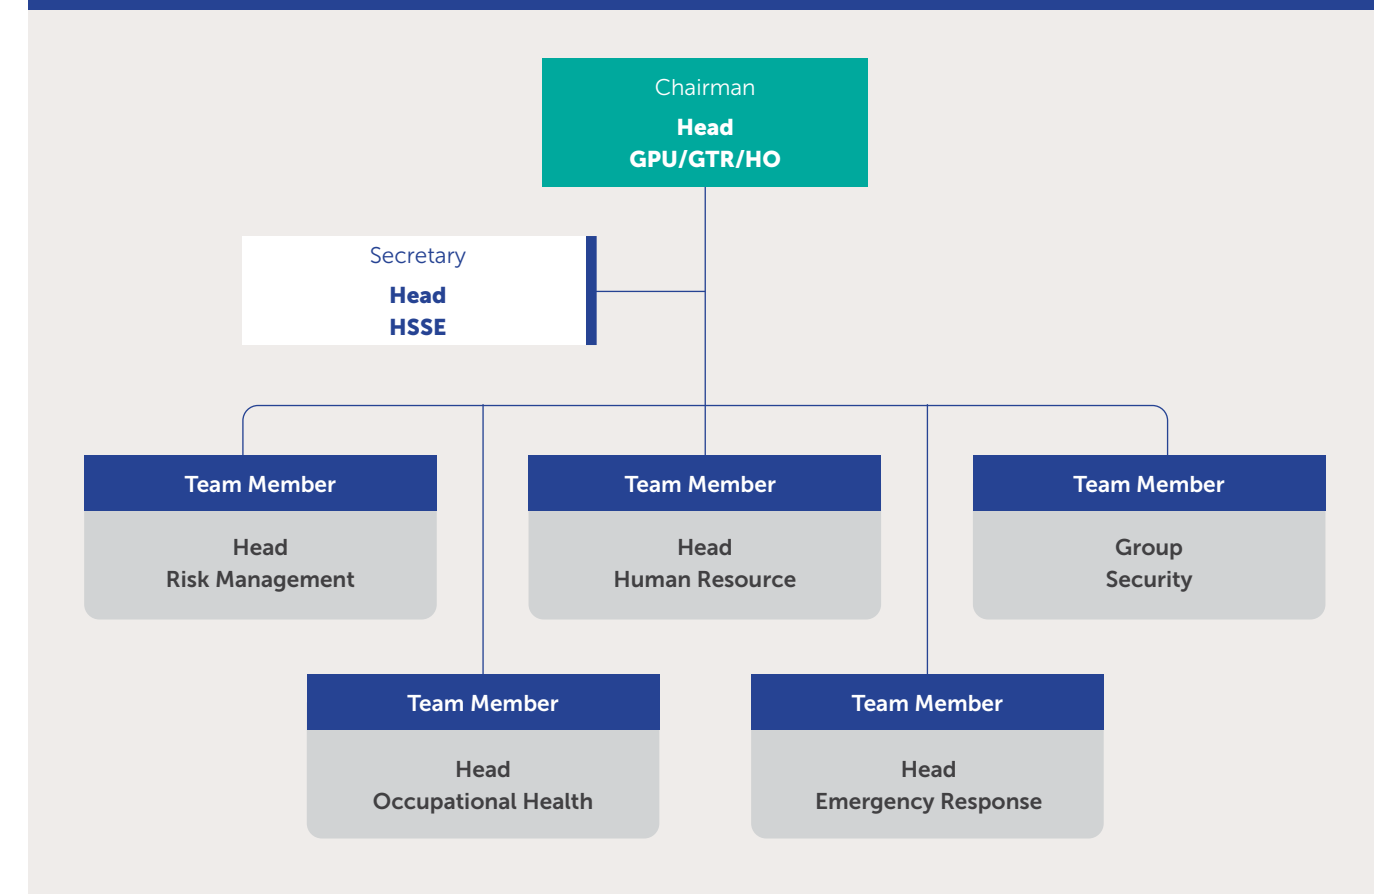 Chairman
Head
GPU/GTR/HO
Secretary
Head
HSSE
Team Member
Head
Risk Management
Team Member
Head
Human Resource
Team Member
Group
Security
Team Member
Head
Occupational Health
Team Member
Head
Emergency Response